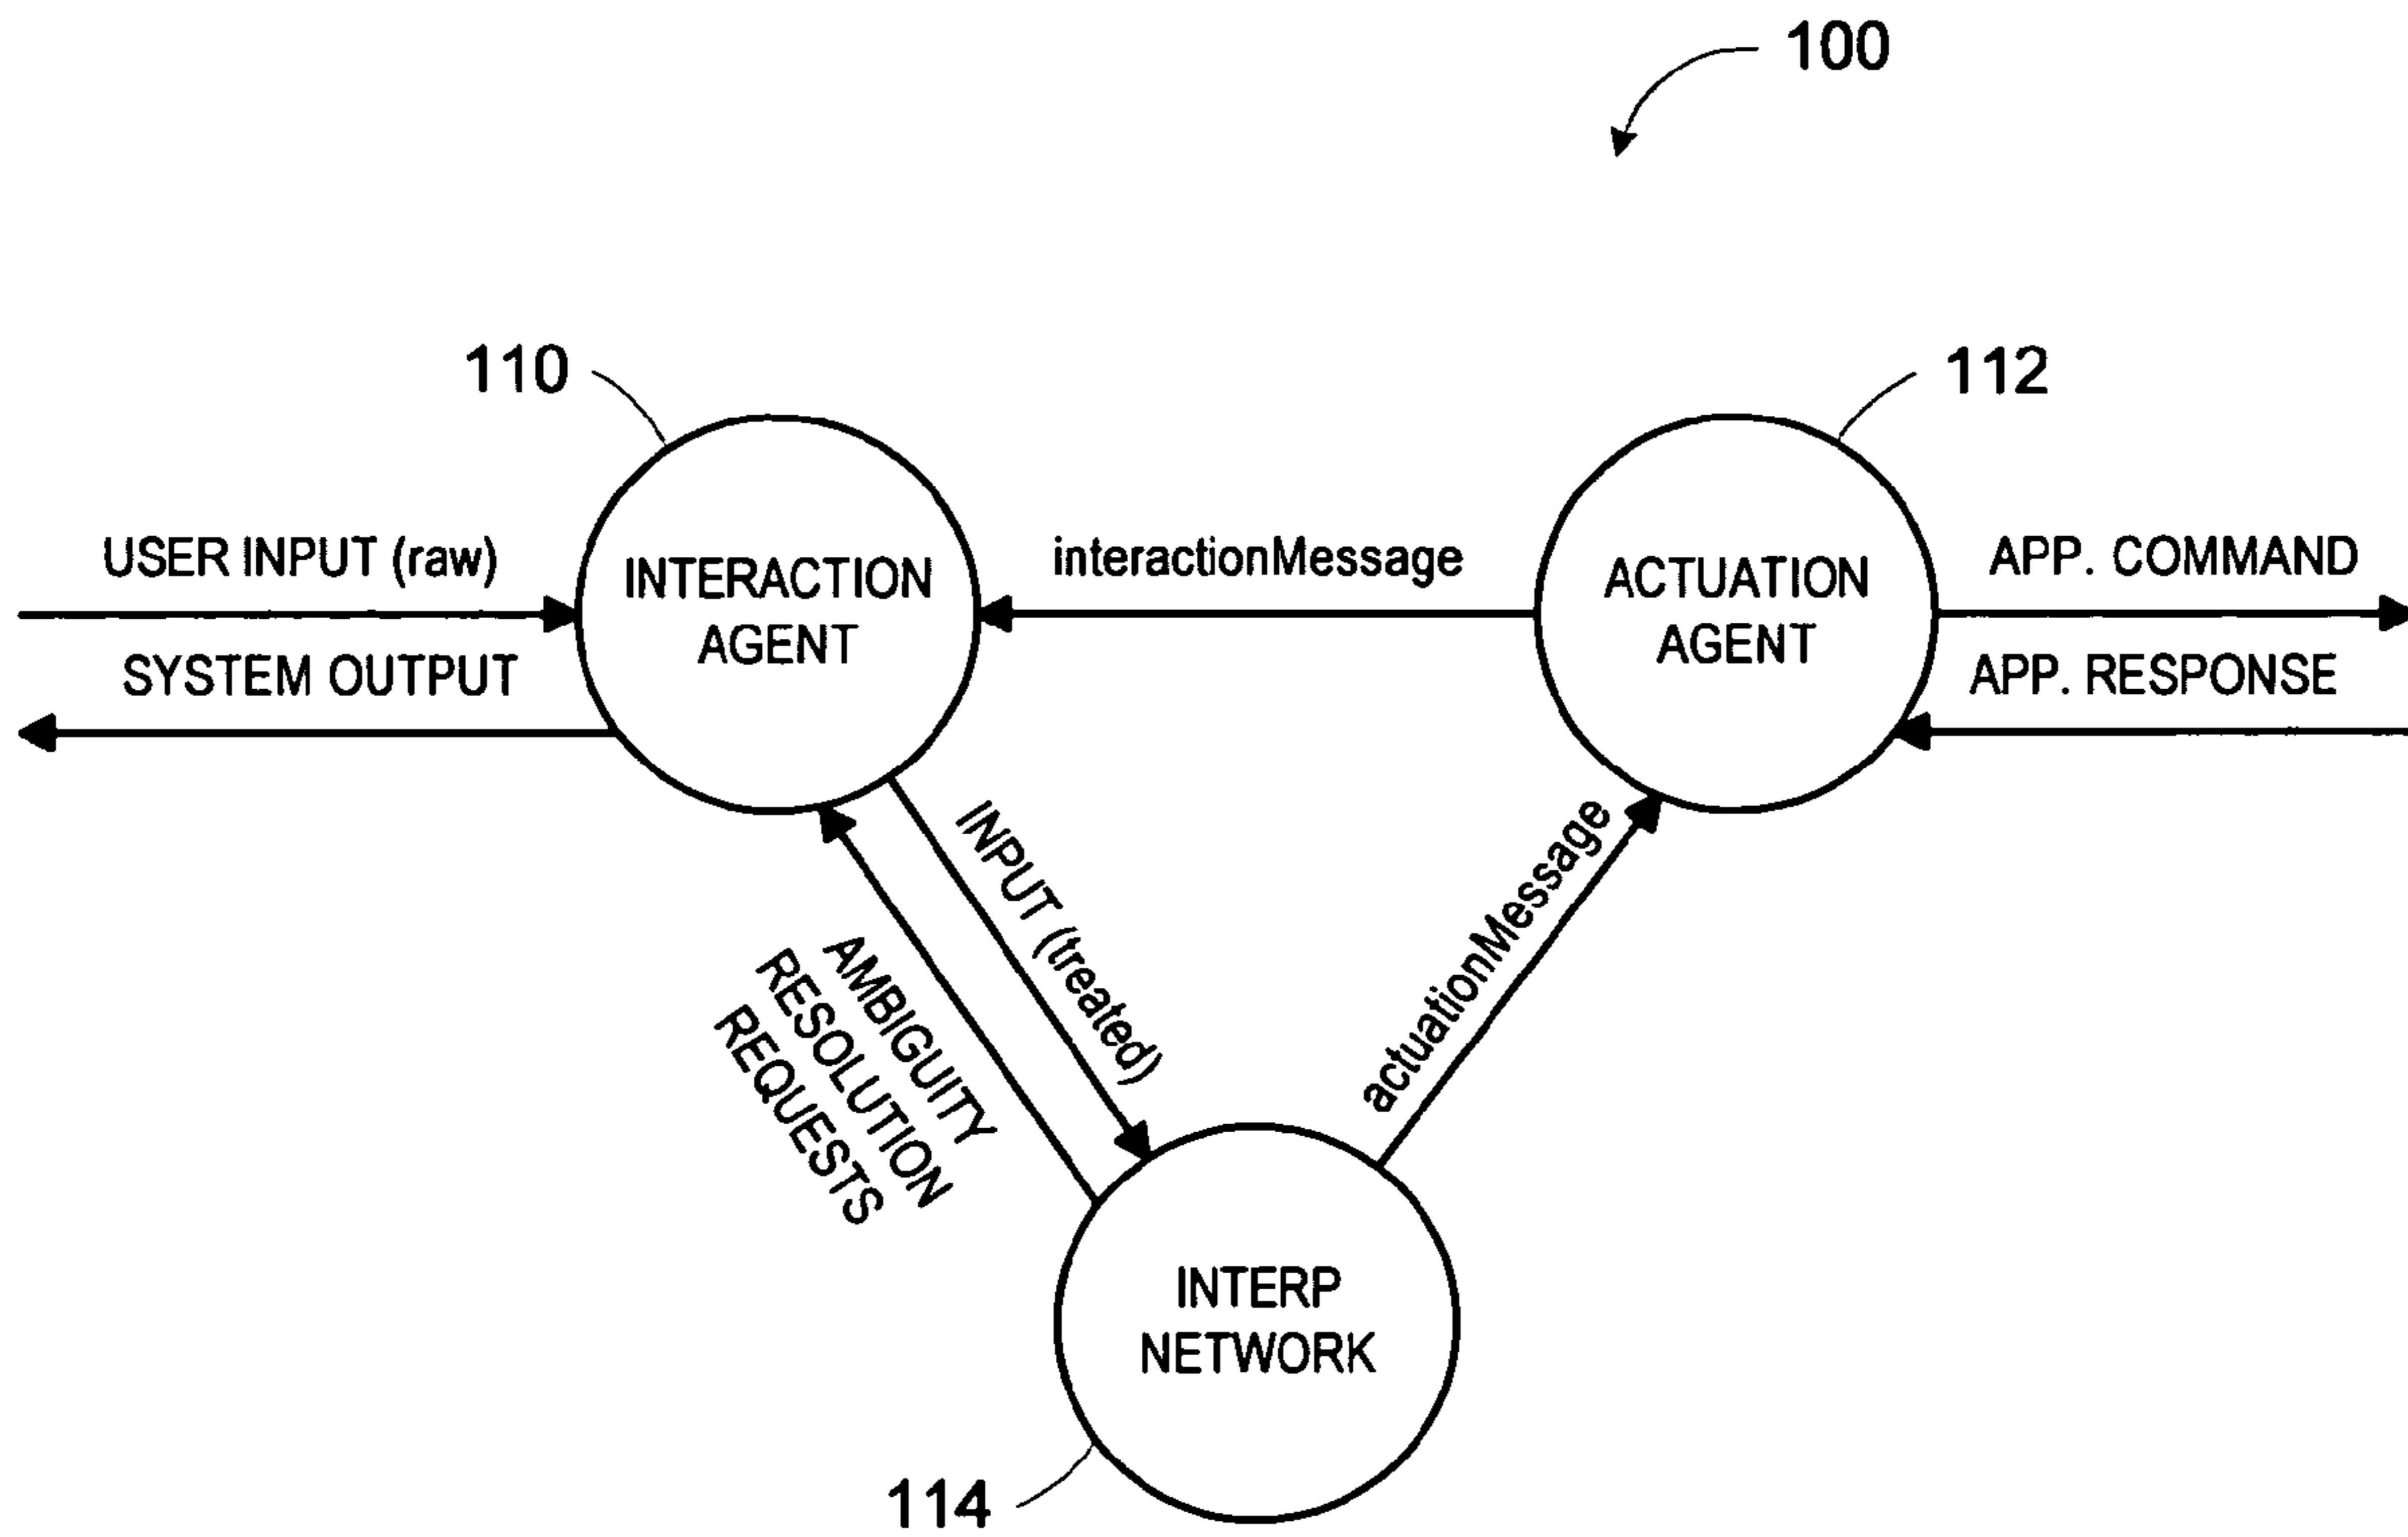 100
110
112
USER INPUT (raw)
INTERACTION
AGENT
interactionMessage
ACTUATION
AGENT
APP. COMMAND
SYSTEM OUTPUT
APP. RESPONSE
INPUT (treated)
AMBIGUITY
RESOLUTION
REQUESTS
actuationMessage
INTERP
NETWORK
114